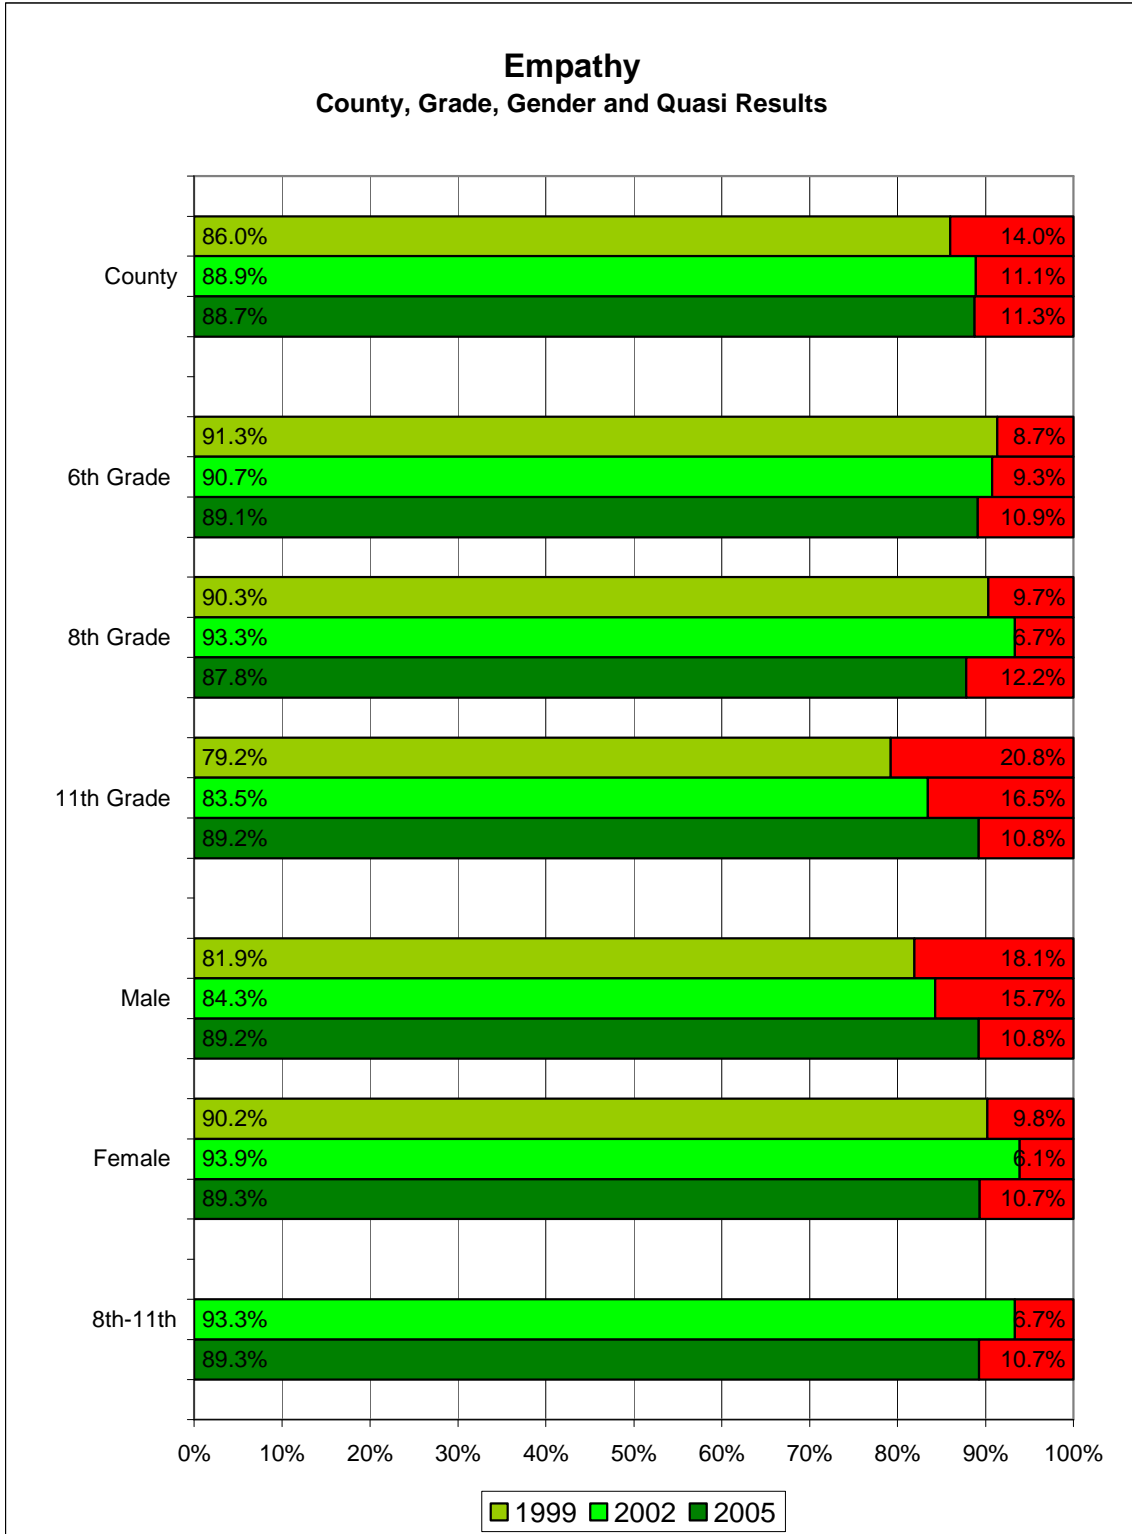 Empathy
County, Grade, Gender and Quasi Results
86.0% 14.0%
County 88.9% 11.1%
88.7% 11.3%
91.3% 8.7%
6th Grade 90.7% 9.3%
89.1% 10.9%
90.3% 9.7%
8th Grade 93.3% 6.7%
87.8% 12.2%
79.2% 20.8%
11th Grade 83.5% 16.5%
89.2% 10.8%
81.9% 18.1%
Male 84.3% 15.7%
89.2% 10.8%
90.2% 9.8%
Female 93.9% 6.1%
89.3% 10.7%
8th-11th 93.3% 6.7%
89.3% 10.7%
0% 10% 20% 30% 40% 50% 60% 70% 80% 90% 100%
1999 2002 2005